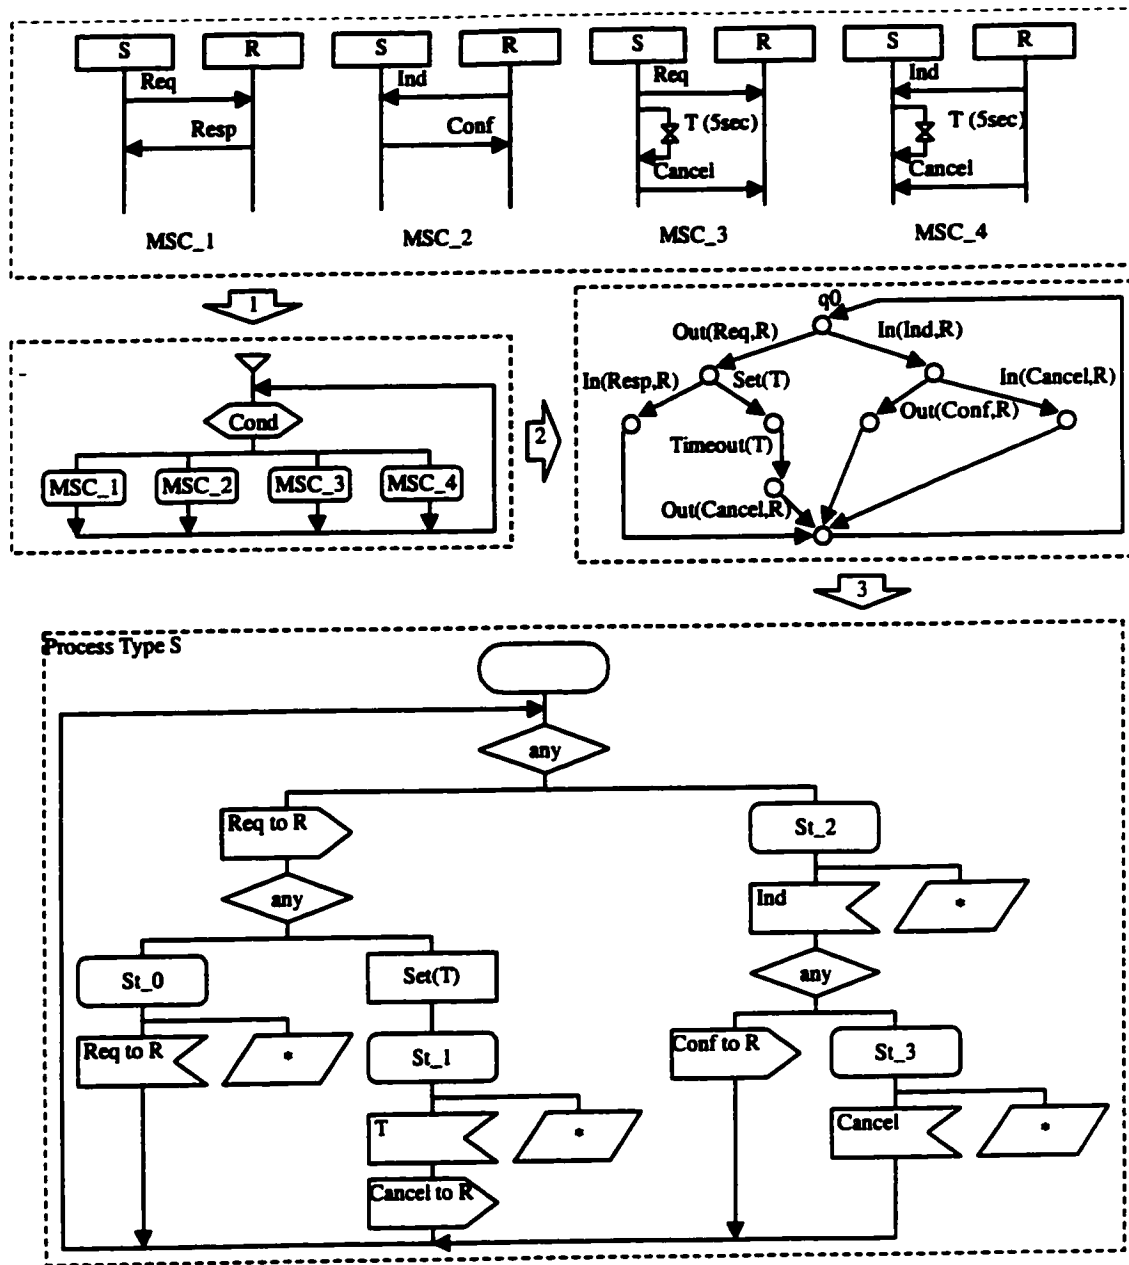 S R S R S R S R
Req Ind Req Ind
Resp Conf T (5sec) T (5sec)
Cancel Cancel
MSC_1 MSC_2 MSC_3 MSC_4
1
Cond
MSC_1 MSC_2 MSC_3 MSC_4
2
q0
Out(Req,R) In(Ind,R)
In(Resp,R) Set(T) In(Cancel,R)
Out(Conf,R)
Timeout(T)
Out(Cancel,R)
3
Process Type S
any
Req to R St_2
any Ind *
St_0 Set(T) any
Req to R * St_1 Conf to R St_3
T * Cancel *
Cancel to R